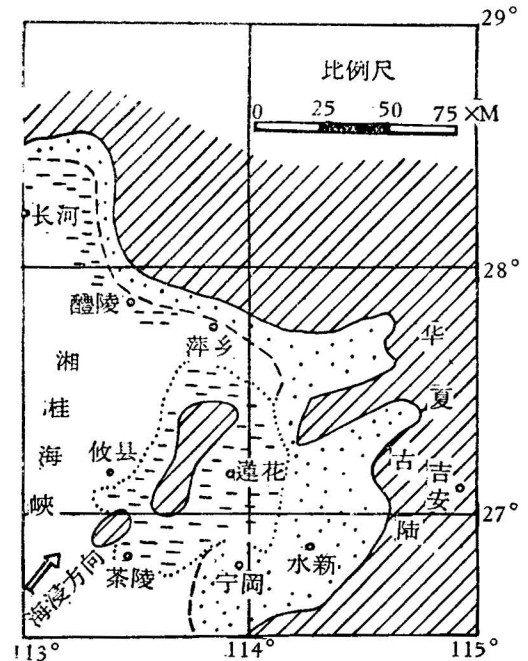 29°
比例尺
0 25 50 75 ×M
长河
28°
醴陵
萍乡
湘桂海峡
华夏古陆
攸县
莲花
吉安
27°
茶陵
宁冈
水新
海浸方向
113° 114° 115°